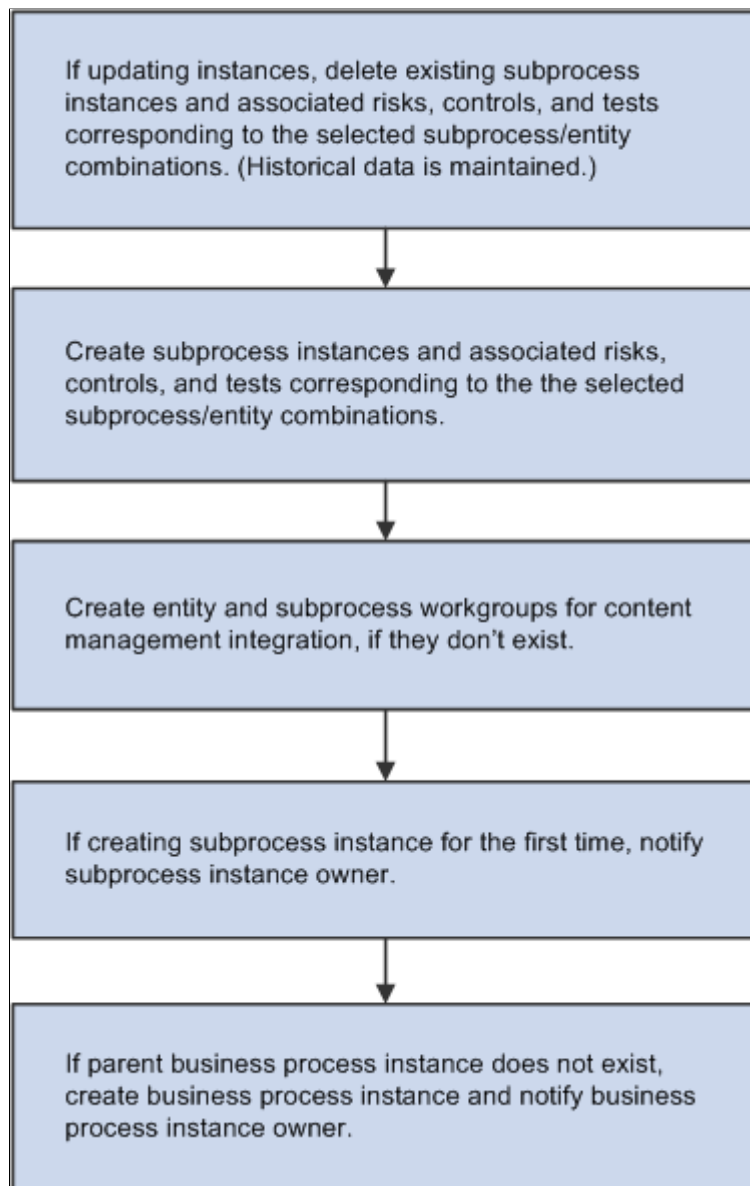 If updating instances, delete existing subprocess
instances and associated risks, controls, and tests
corresponding to the selected subprocess/entity
combinations. (Historical data is maintained.)
Create subprocess instances and associated risks,
controls, and tests corresponding to the the selected
subprocess/entity combinations.
Create entity and subprocess workgroups for content
management integration, if they don’t exist.
If creating subprocess instance for the first time, notify
subprocess instance owner.
If parent business process instance does not exist,
create business process instance and notify business
process instance owner.